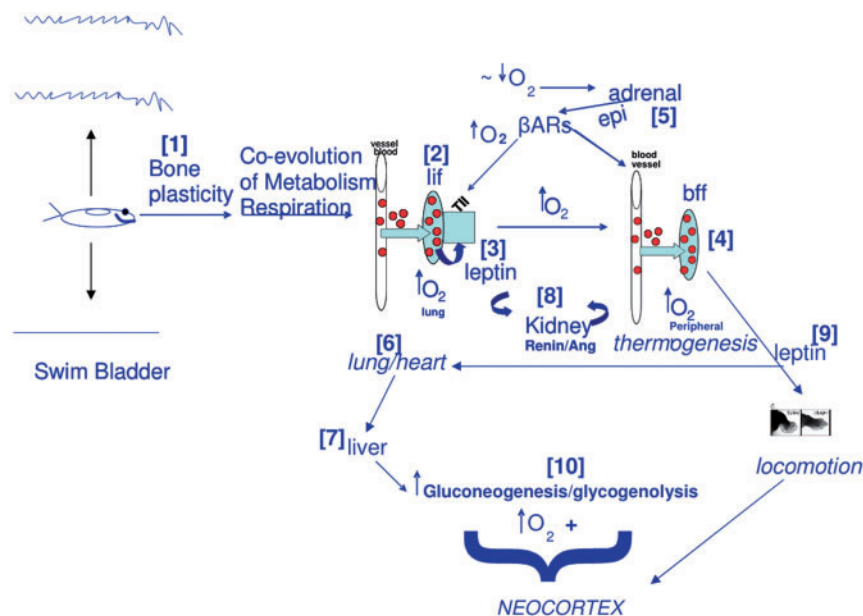 ~ ↓O2
adrenal
epi [5]
↑O2 βARs
[1]
Bone
plasticity
Co-evolution
of Metabolism
Respiration
vessel
blood
[2]
lif
TII
[3]
leptin
↑O2
lung
↑O2
blood
vessel
bff
[4]
↑O2
Peripheral
thermogenesis
[8]
Kidney
Renin/Ang
[9]
leptin
Swim Bladder
[6]
lung/heart
[7] liver
locomotion
[10]
↑ Gluconeogenesis/glycogenolysis
↑O2 +
NEOCORTEX